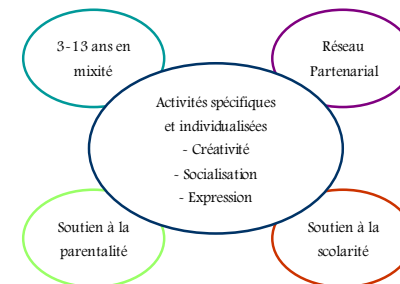 3-13 ans en
mixité
Réseau
Partenarial
Activités spécifiques
et individualisées
- Créativité
- Socialisation
- Expression
Soutien à la
parentalité
Soutien à la
scolarité